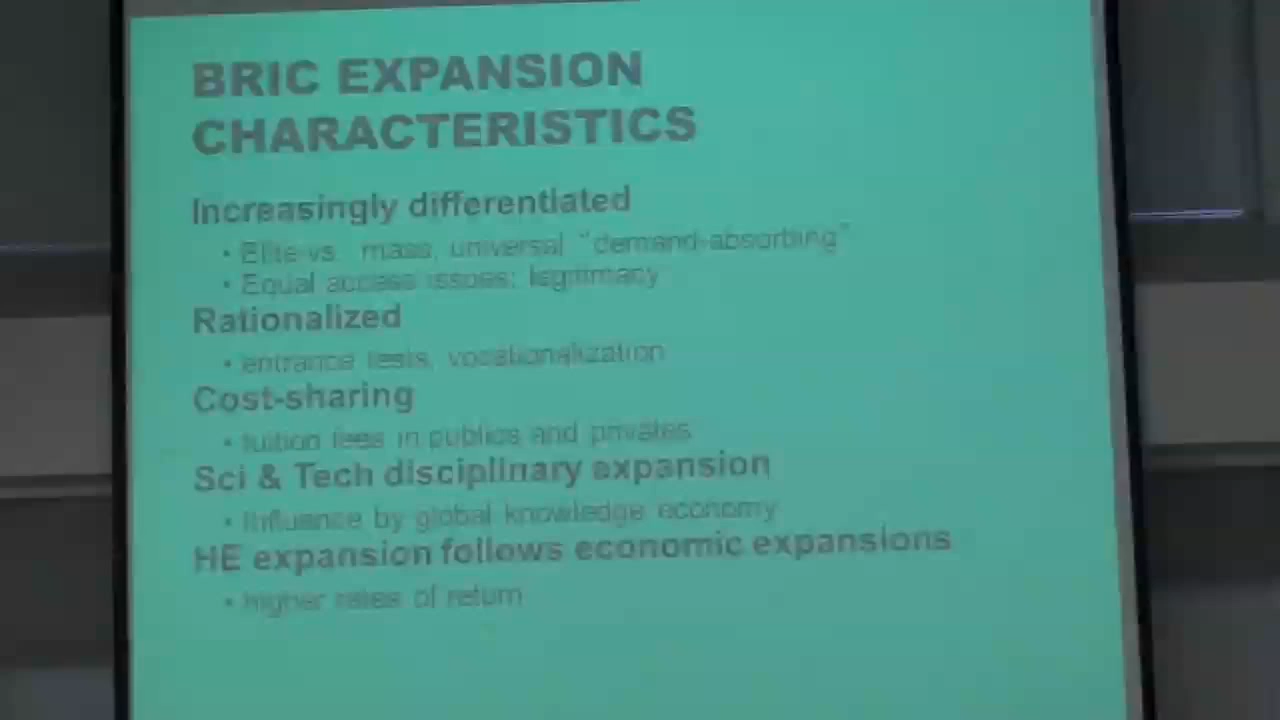 BRIC EXPANSION
CHARACTERISTICS
Increasingly differentiated
• Elite vs. mass, universal "demand-absorbing"
• Equal access issues; legitimacy
Rationalized
• entrance tests, vocationalization
Cost-sharing
• tuition fees in publics and privates
Sci & Tech disciplinary expansion
• Influence by global knowledge economy
HE expansion follows economic expansions
• higher rates of return